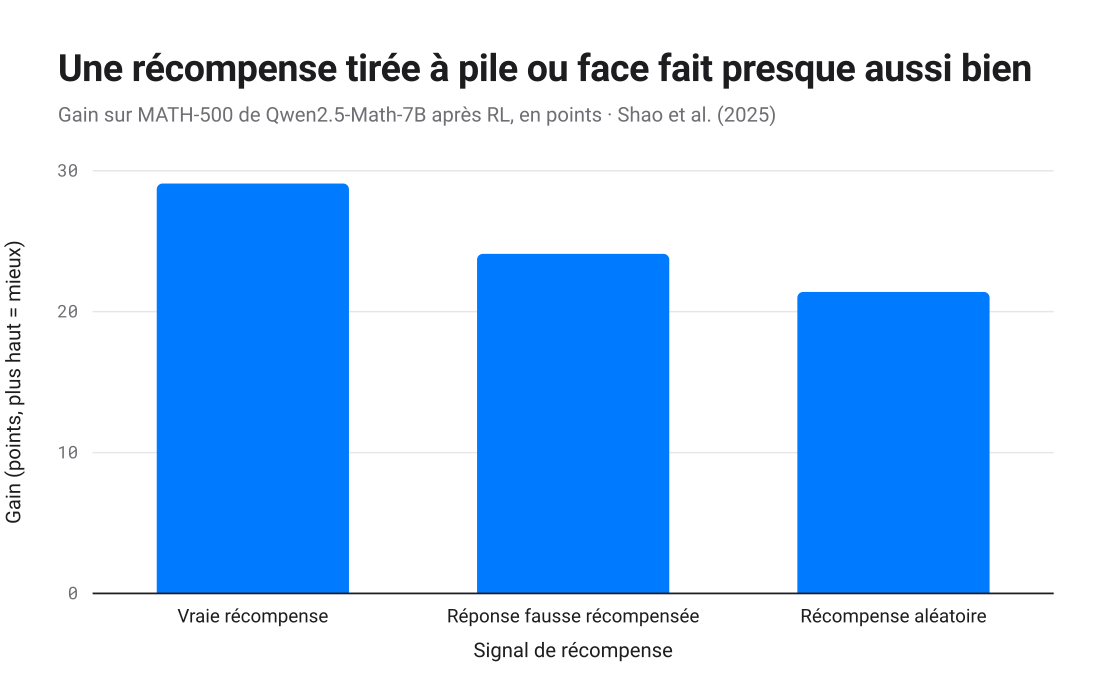 Une récompense tirée à pile ou face fait presque aussi bien
Gain sur MATH-500 de Qwen2.5-Math-7B après RL, en points · Shao et al. (2025)
Gain (points, plus haut = mieux)
30
20
10
0
Vraie récompense
Réponse fausse récompensée
Récompense aléatoire
Signal de récompense